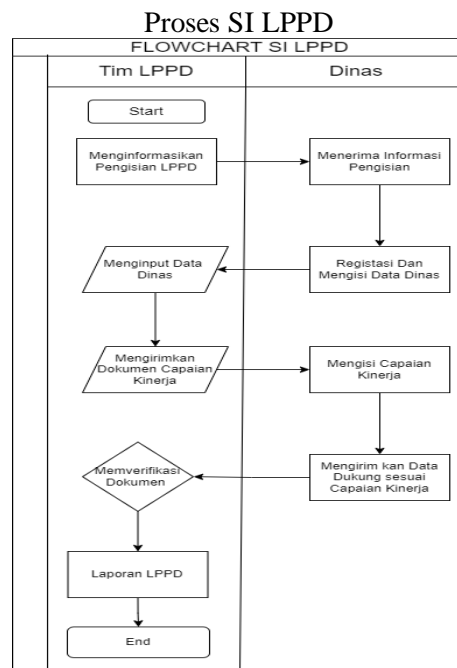 Proses SI LPPD
FLOWCHART SI LPPD
Tim LPPD
Dinas
Start
Menginformasikan
Pengisian LPPD
Menerima Informasi
Pengisian
Menginput Data
Dinas
Registasi Dan
Mengisi Data Dinas
Mengirimkan
Dokumen Capaian
Kinerja
Mengisi Capaian
Kinerja
Memverifikasi
Dokumen
Mengirim kan Data
Dukung sesuai
Capaian Kinerja
Laporan LPPD
End